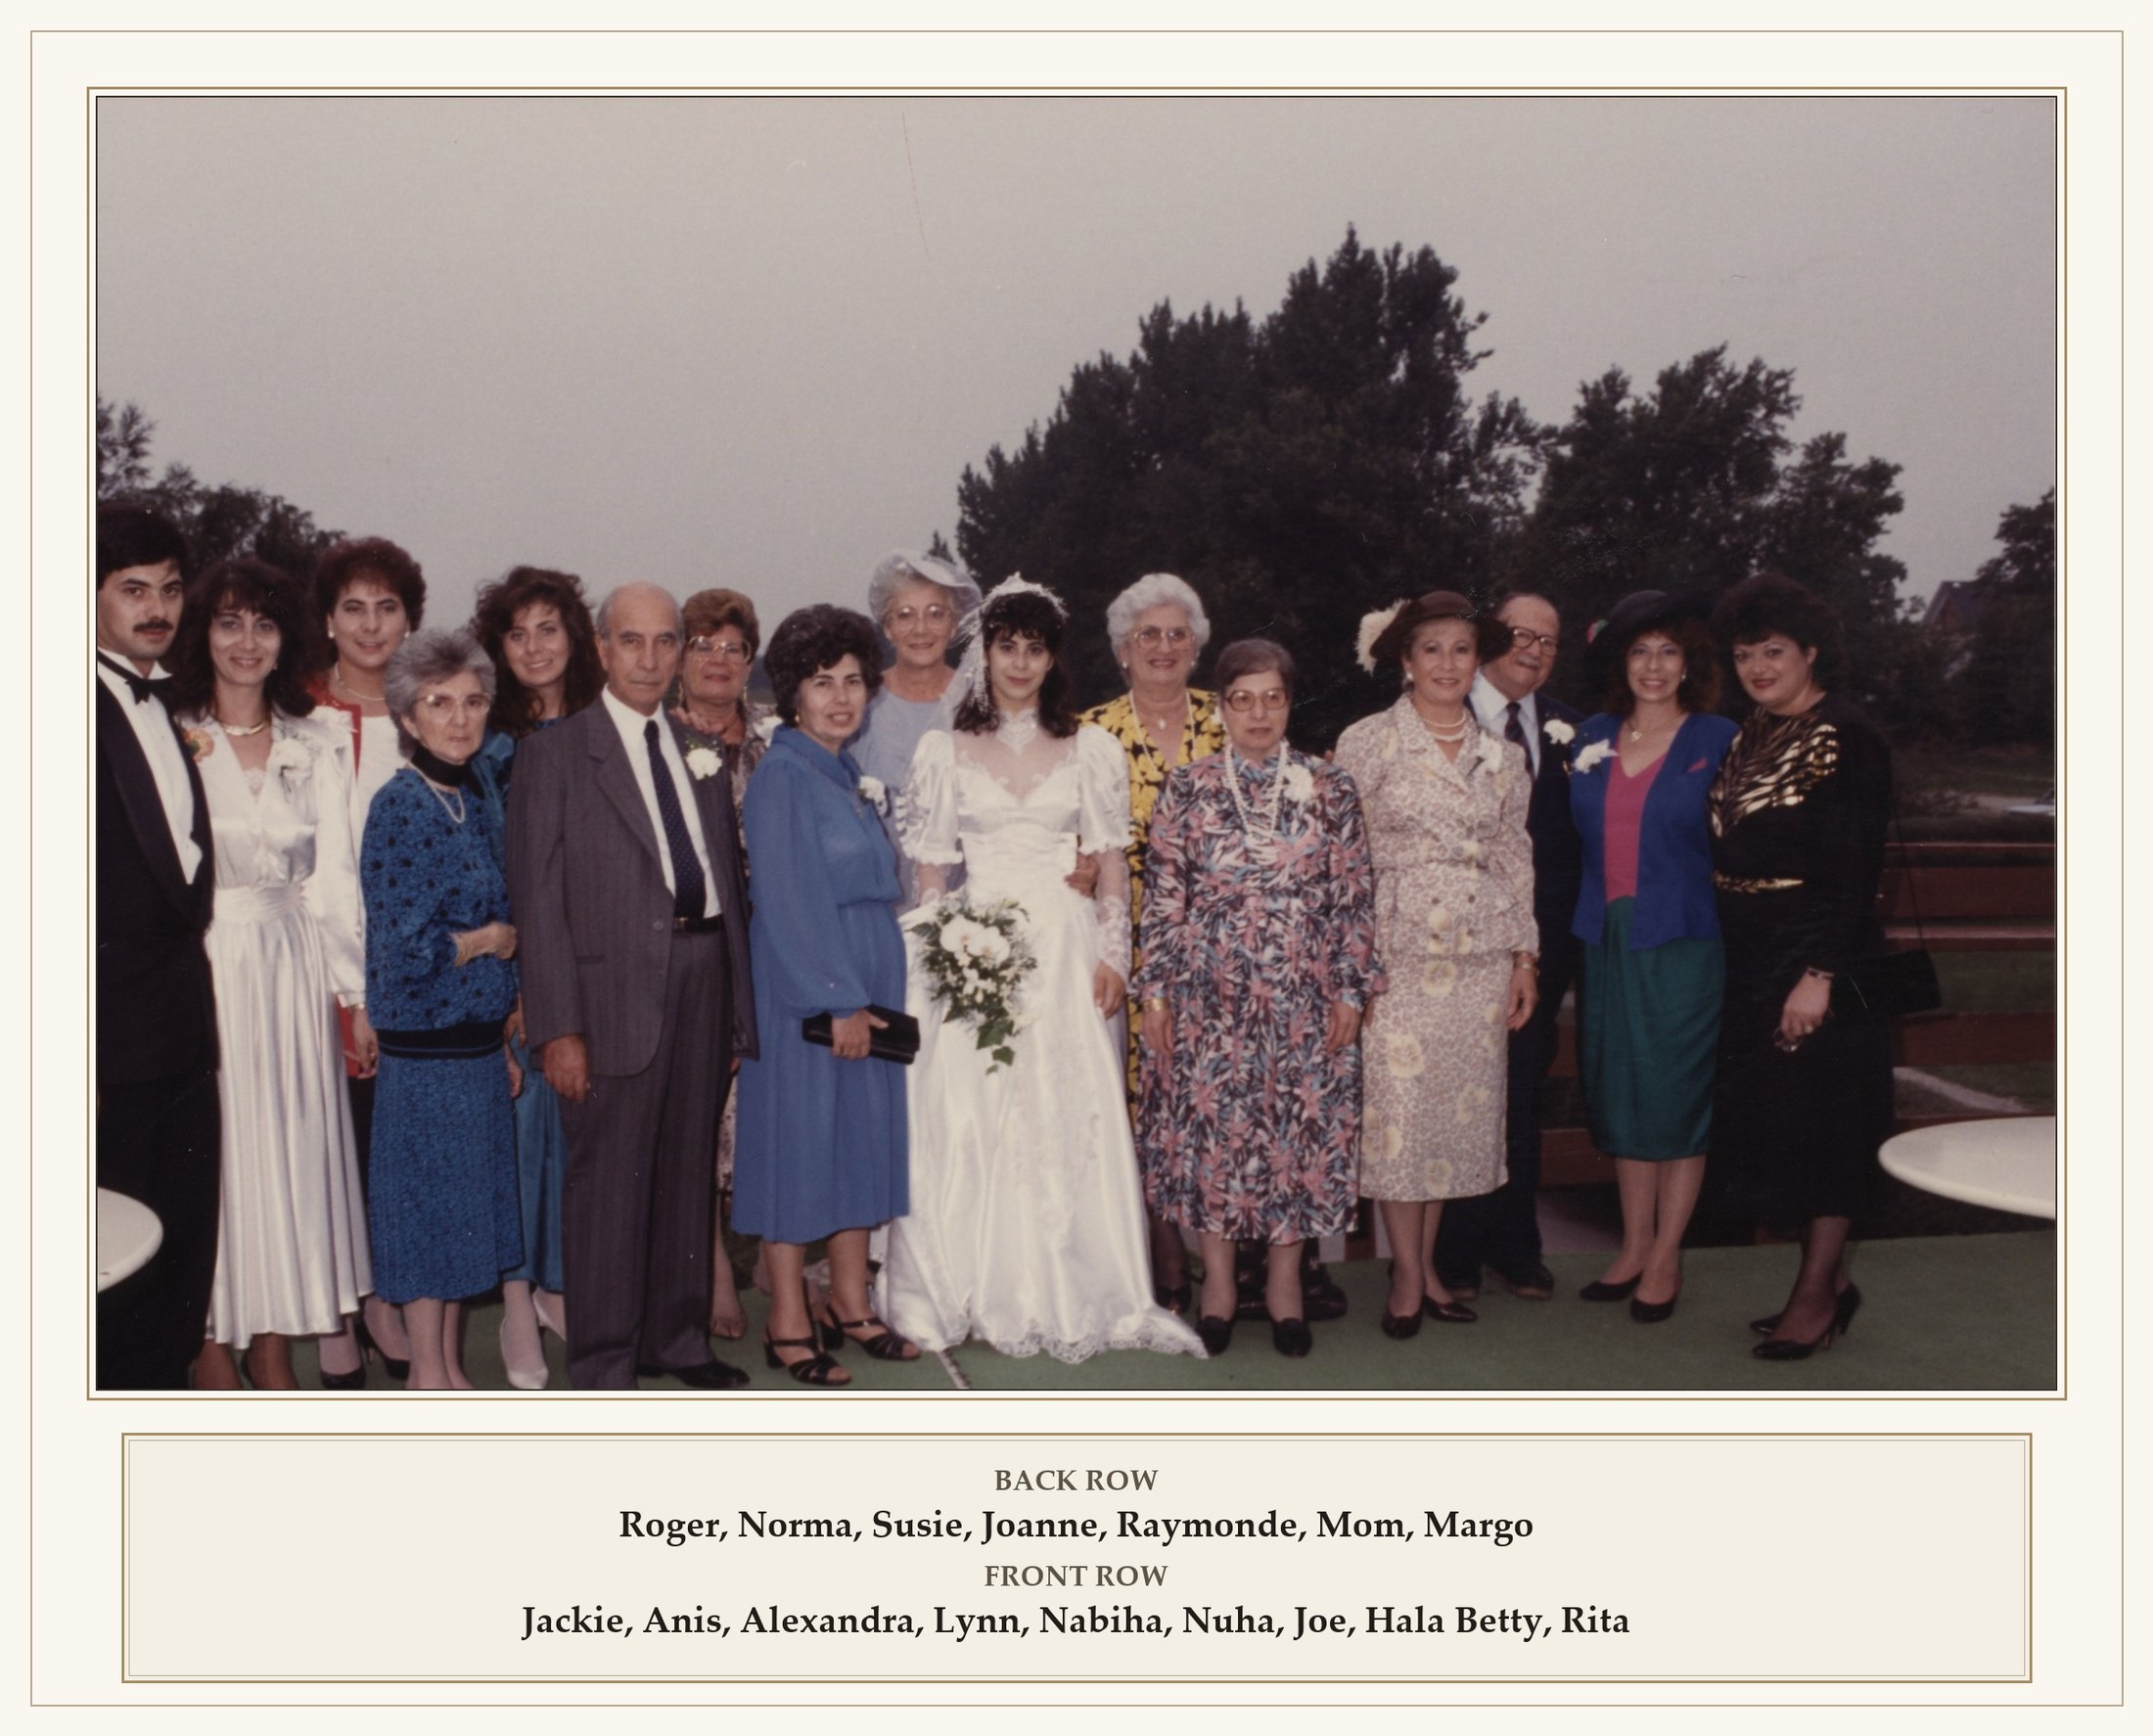 BACK ROW
Roger, Norma, Susie, Joanne, Raymonde, Mom, Margo
FRONT ROW
Jackie, Anis, Alexandra, Lynn, Nabiha, Nuha, Joe, Hala Betty, Rita